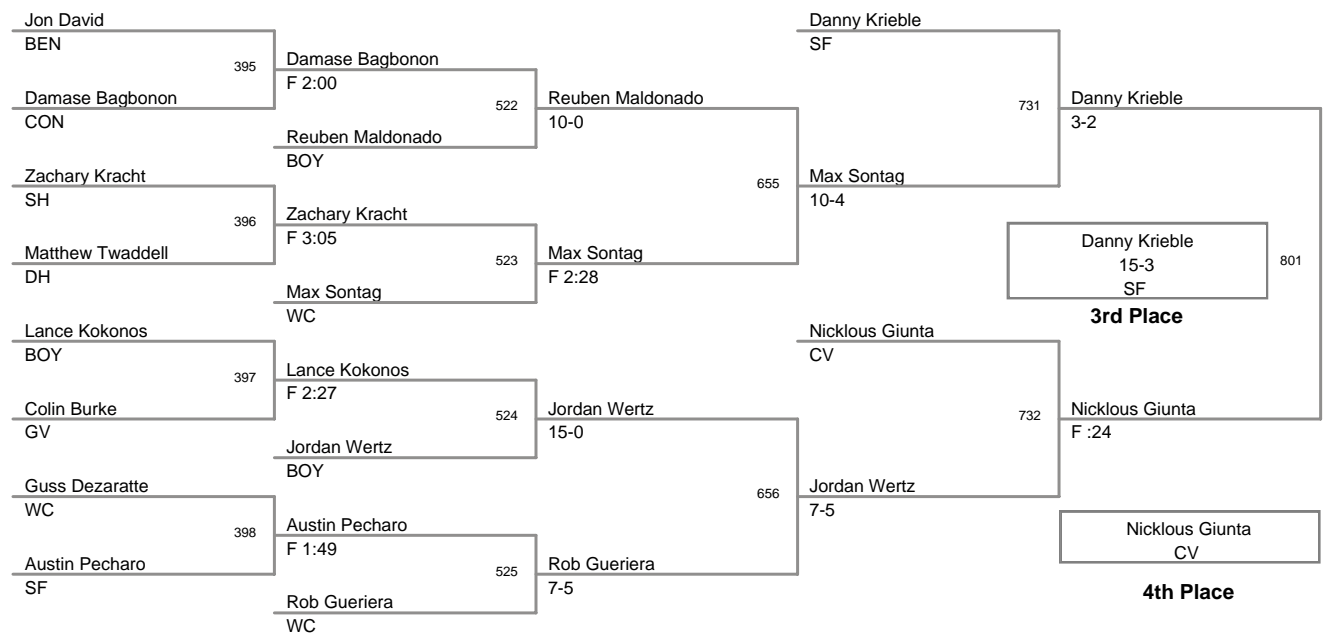 Jon David
BEN
395
Damase Bagbonon
F 2:00
Damase Bagbonon
CON
522
Reuben Maldonado
10-0
Reuben Maldonado
BOY
Zachary Kracht
SH
396
Zachary Kracht
F 3:05
Matthew Twaddell
DH
523
Max Sontag
F 2:28
Max Sontag
WC
655
Max Sontag
10-4
Danny Krieble
SF
731
Danny Krieble
3-2
Lance Kokonos
BOY
397
Lance Kokonos
F 2:27
Colin Burke
GV
524
Jordan Wertz
15-0
Jordan Wertz
BOY
Guss Dezaratte
WC
398
Austin Pecharo
F 1:49
Austin Pecharo
SF
525
Rob Gueriera
7-5
Rob Gueriera
WC
656
Jordan Wertz
7-5
Nicklous Giunta
CV
732
Nicklous Giunta
F :24
801
Danny Krieble
15-3
SF
3rd Place
Nicklous Giunta
CV
4th Place